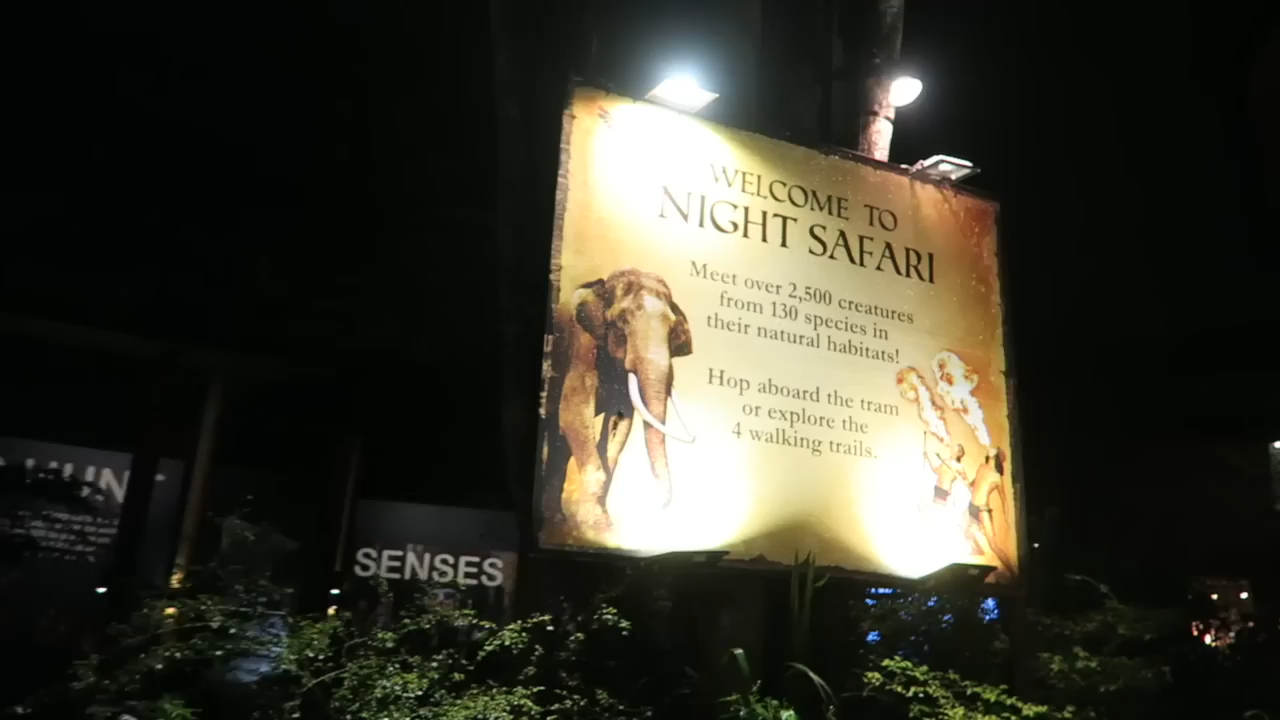 WELCOME TO
NIGHT SAFARI
Meet over 2,500 creatures
from 130 species in
their natural habitats!
Hop aboard the tram
or explore the
4 walking trails.
SENSES